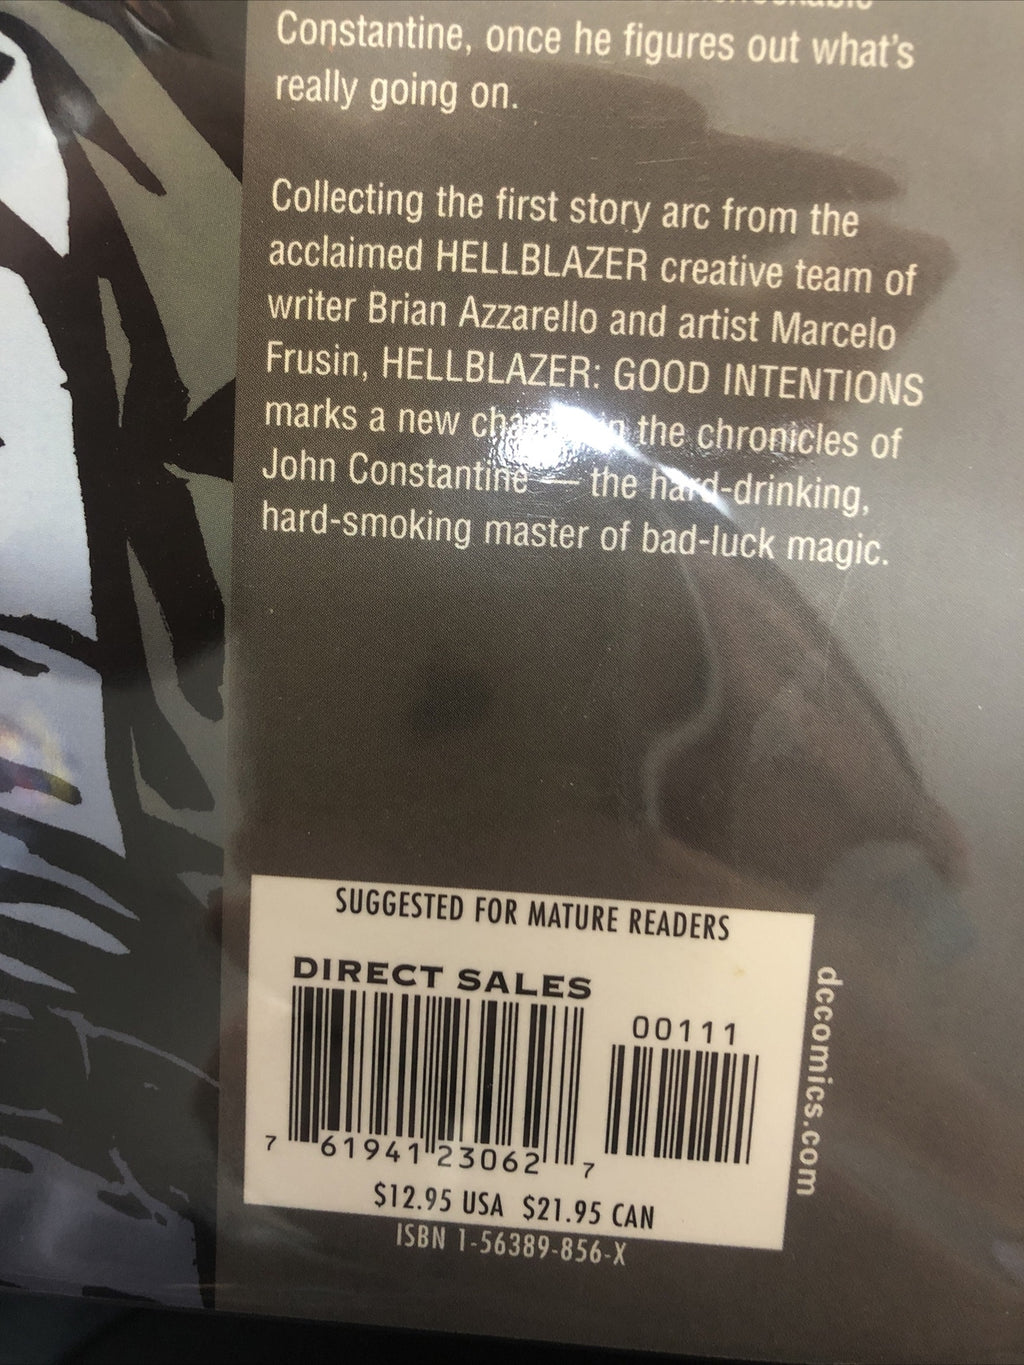 Constantine, once he figures out what's
really going on.
Collecting the first story arc from the
acclaimed HELLBLAZER creative team of
writer Brian Azzarello and artist Marcelo
Frusin, HELLBLAZER: GOOD INTENTIONS
marks a new the chronicles of
John Constantine — the hard-drinking,
hard-smoking master of bad-luck magic.
SUGGESTED FOR MATURE READERS
DIRECT SALES
00111
7 61941 23062 7
$12.95 USA $21.95 CAN
ISBN 1-56389-856-X
dccomics.com